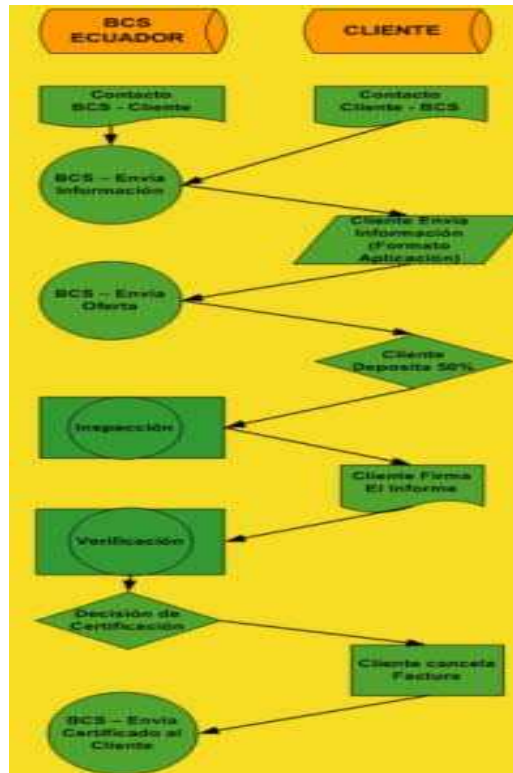 BCS
ECUADOR
CLIENTE
Contacto
BCS - Cliente
Contacto
Cliente - BCS
BCS – Envia
Información
Cliente Envia
Información
(Formato
Aplicación)
BCS – Envia
Oferta
Cliente
Deposita 50%
Inspección
Cliente Firma
El Informe
Verificación
Decisión de
Certificación
Cliente cancela
Factura
BCS – Envia
Certificado al
Cliente